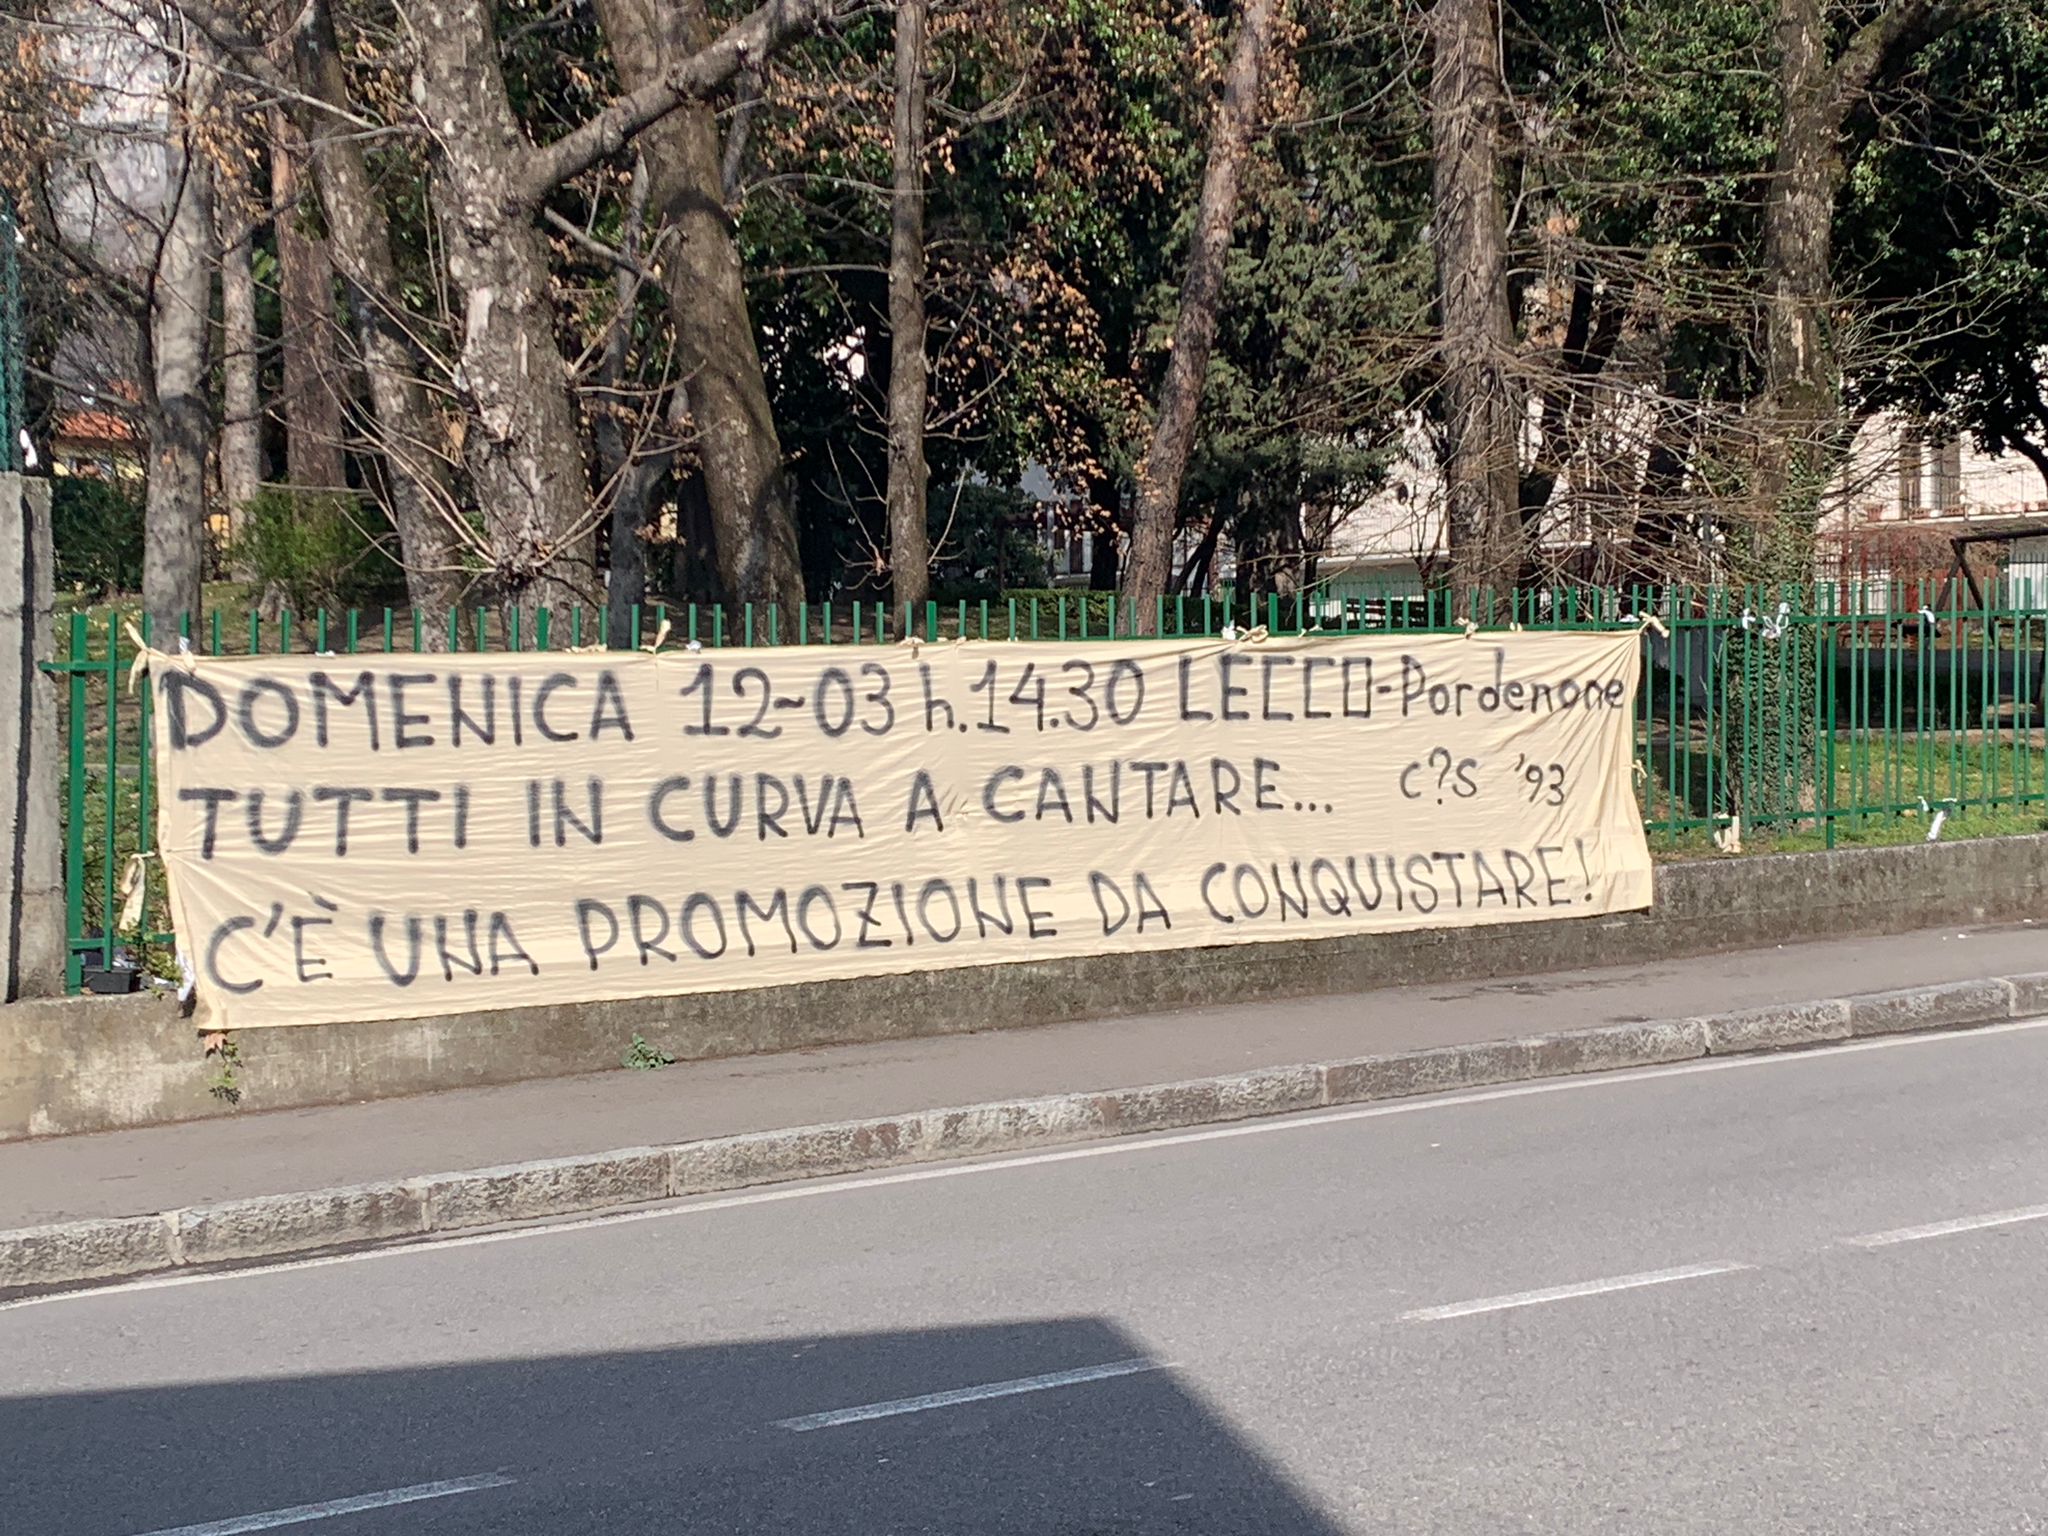 DOMENICA 12-03 h.14.30 LECCO-Pordenone
TUTTI IN CURVA A CANTARE... C?S '93
C'È UNA PROMOZIONE DA CONQUISTARE!